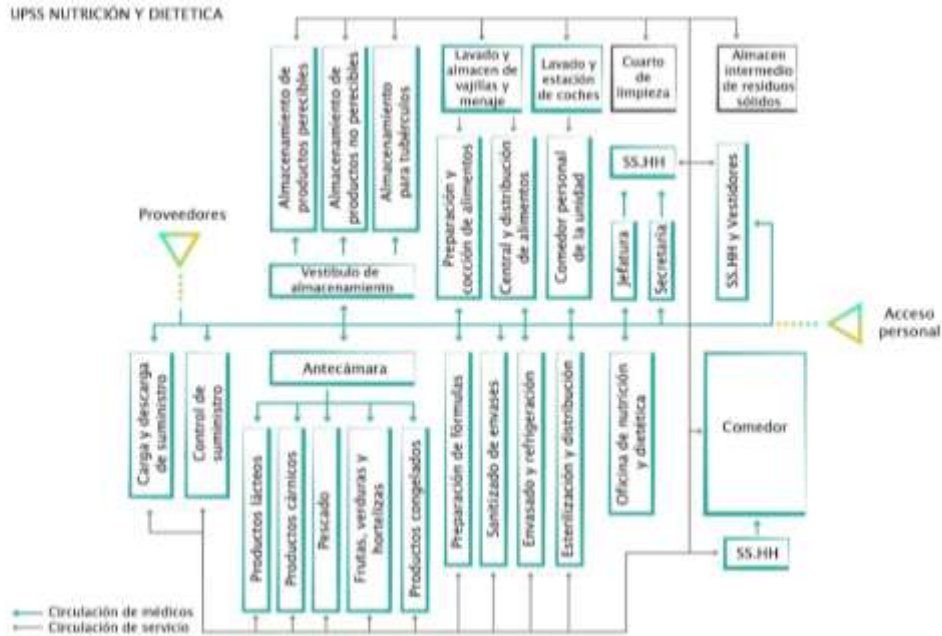 UPSS NUTRICIÓN Y DIETETICA
Almacenamiento de
productos perecibles
Almacenamiento de
productos no perecibles
Almacenamiento
para tubérculos
Lavado y
almacen de
vajillas y
menaje
Lavado y
estación
de coches
Cuarto
de
limpieza
Almacen
intermedio
de residuos
sólidos
Preparación y
cocción de alimentos
Central y distribución
de alimentos
Comedor personal
de la unidad
SS.HH
Jefatura
Secretaria
SS.HH y Vestidores
Proveedores
Vestíbulo de
almacenamiento
Acceso
personal
Carga y descarga
de suministro
Control de
suministro
Antecámara
Productos lácteos
Productos cárnicos
Pescado
Frutas, verduras y
hortelizas
Productos congelados
Preparación de fórmulas
Sanitizado de envases
Envasado y refrigeración
Esterilización y distribución
Oficina de nutrición
y dietética
Comedor
SS.HH
Circulación de médicos
Circulación de servicio